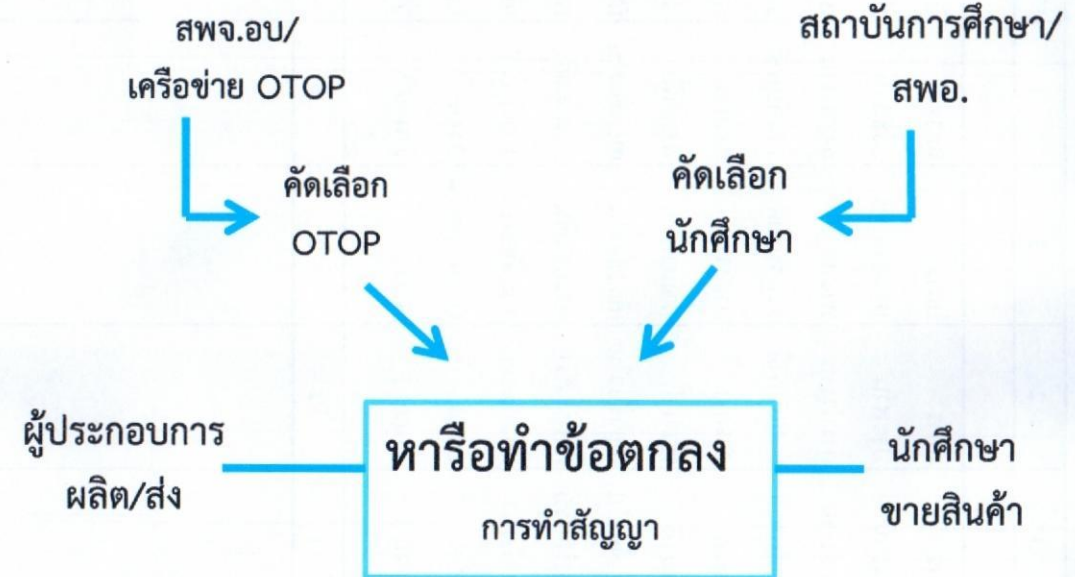 สพจ.อบ/
เครือข่าย OTOP
สถาบันการศึกษา/
สพอ.
คัดเลือก
OTOP
คัดเลือก
นักศึกษา
ผู้ประกอบการ
ผลิต/ส่ง
หารือทำข้อตกลง
การทำสัญญา
นักศึกษา
ขายสินค้า